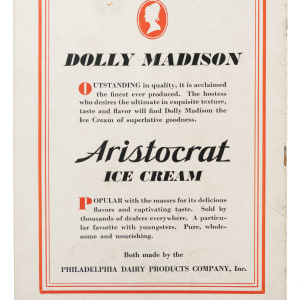 DOLLY MADISON
OUTSTANDING in quality, it is acclaimed
the finest ever produced. The hostess
who desires the ultimate in exquisite texture,
taste and flavor will find Dolly Madison the
Ice Cream of superlative goodness.
Aristocrat
ICE CREAM
POPULAR with the masses for its delicious
flavors and captivating taste. Sold by
thousands of dealers everywhere. A particu-
lar favorite with youngsters. Pure, whole-
some and nourishing.
Both made by the
PHILADELPHIA DAIRY PRODUCTS COMPANY, Inc.